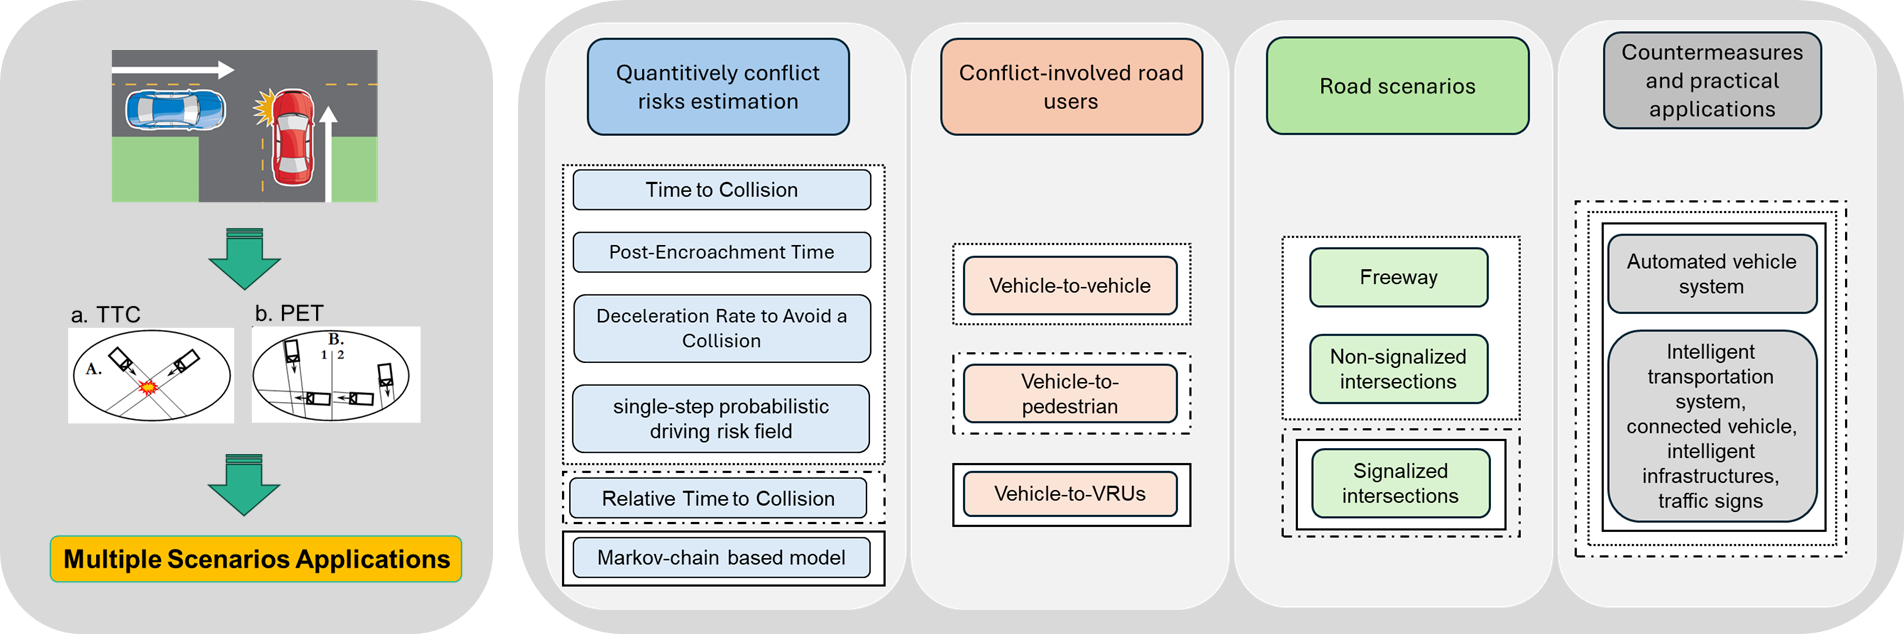 a. TTC
b. PET
A.
B.
1 2
Multiple Scenarios Applications
Quantitively conflict
risks estimation
Time to Collision
Post-Encroachment Time
Deceleration Rate to Avoid a
Collision
single-step probabilistic
driving risk field
Relative Time to Collision
Markov-chain based model
Conflict-involved road
users
Vehicle-to-vehicle
Vehicle-to-
pedestrian
Vehicle-to-VRUs
Road scenarios
Freeway
Non-signalized
intersections
Signalized
intersections
Countermeasures
and practical
applications
Automated vehicle
system
Intelligent
transportation
system,
connected vehicle,
intelligent
infrastructures,
traffic signs